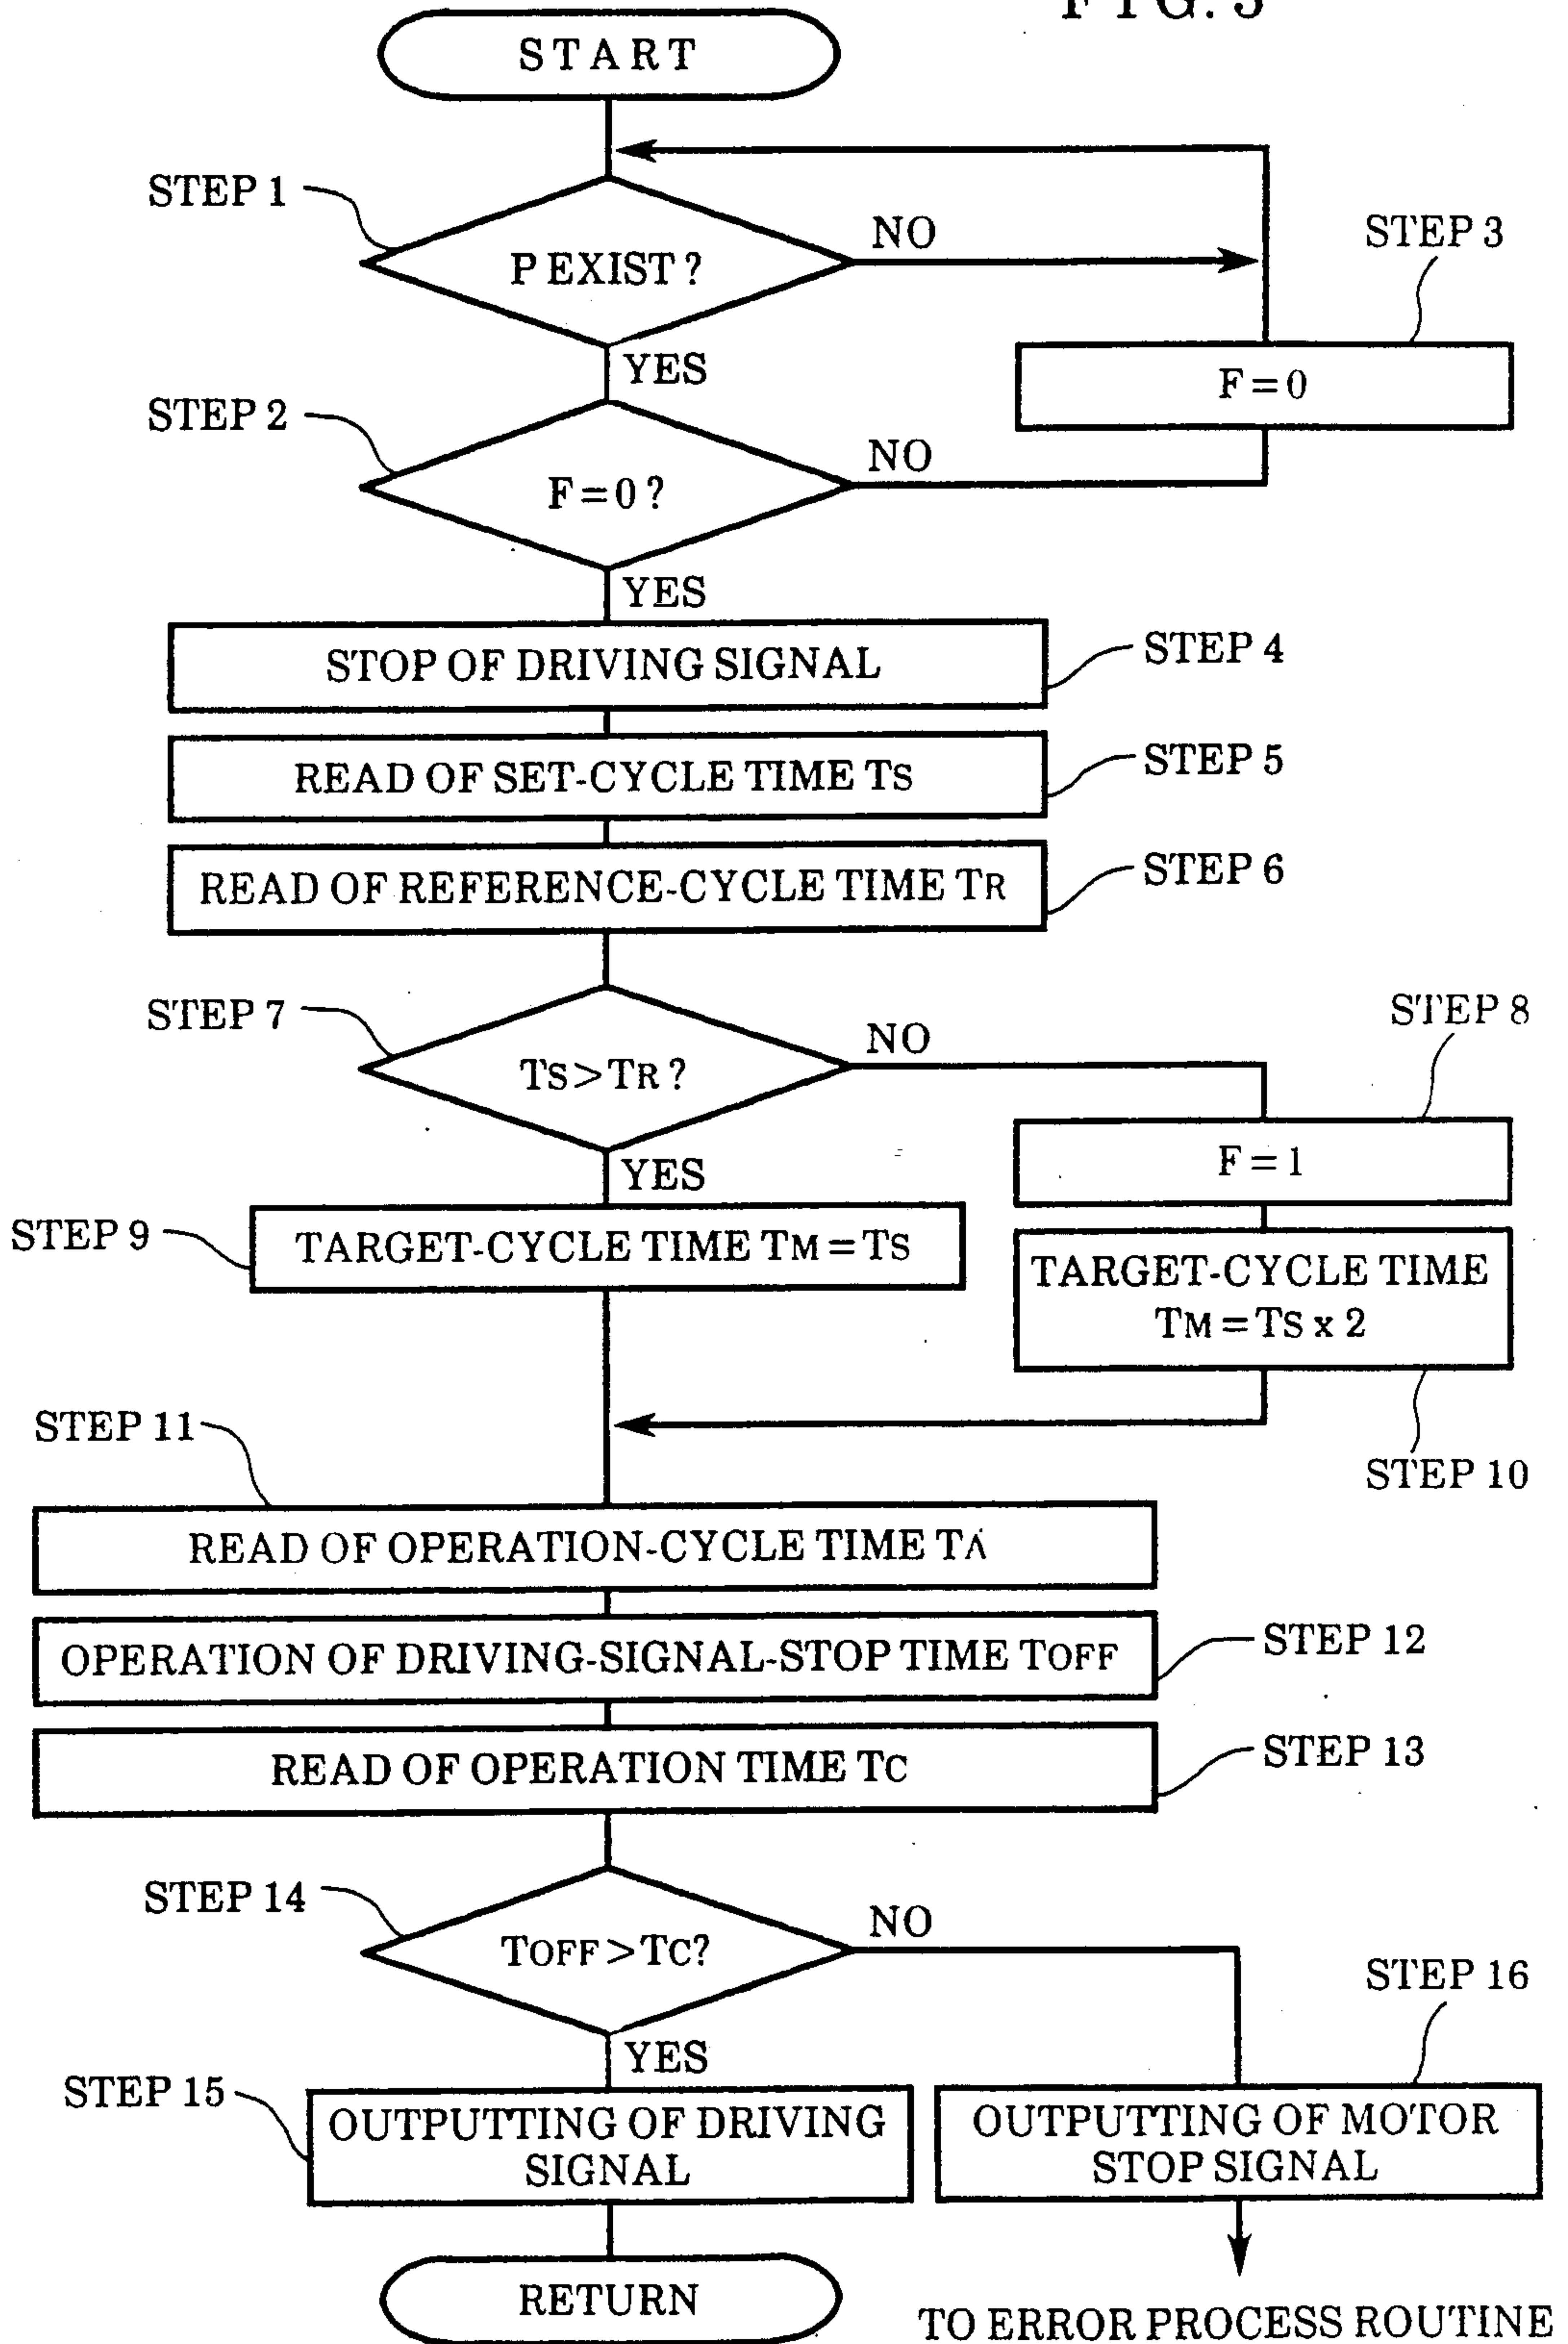 FIG. 3
START
STEP 1
P EXIST?
NO
YES
STEP 3
F=0
STEP 2
F=0?
NO
YES
STOP OF DRIVING SIGNAL
STEP 4
READ OF SET-CYCLE TIME TS
STEP 5
READ OF REFERENCE-CYCLE TIME TR
STEP 6
STEP 7
TS>TR?
NO
YES
STEP 8
F=1
STEP 9
TARGET-CYCLE TIME TM=TS
TARGET-CYCLE TIME
TM=TS x 2
STEP 10
STEP 11
READ OF OPERATION-CYCLE TIME TA
OPERATION OF DRIVING-SIGNAL-STOP TIME TOFF
STEP 12
READ OF OPERATION TIME TC
STEP 13
STEP 14
TOFF>TC?
NO
YES
STEP 16
STEP 15
OUTPUTTING OF DRIVING
SIGNAL
OUTPUTTING OF MOTOR
STOP SIGNAL
RETURN
TO ERROR PROCESS ROUTINE